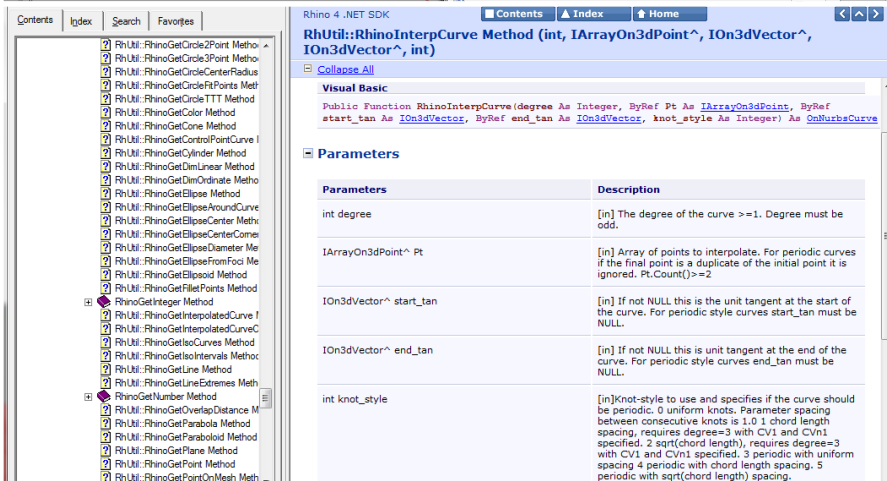 Contents
Index
Search
Favorites
RhUtil::RhinoGetCircle2Point Method
RhUtil::RhinoGetCircle3Point Method
RhUtil::RhinoGetCircleCenterRadius
RhUtil::RhinoGetCircleFitPoints Meth
RhUtil::RhinoGetCircleTTT Method
RhUtil::RhinoGetColor Method
RhUtil::RhinoGetCone Method
RhUtil::RhinoGetControlPointCurve
RhUtil::RhinoGetCylinder Method
RhUtil::RhinoGetDimLinear Method
RhUtil::RhinoGetDimOrdinate Metho
RhUtil::RhinoGetEllipse Method
RhUtil::RhinoGetEllipseAroundCurve
RhUtil::RhinoGetEllipseCenter Metho
RhUtil::RhinoGetEllipseCenterCorner
RhUtil::RhinoGetEllipseDiameter Me
RhUtil::RhinoGetEllipseFromFoci Me
RhUtil::RhinoGetEllipsoid Method
RhUtil::RhinoGetFilletPoints Method
RhinoGetInteger Method
RhUtil::RhinoGetInterpolatedCurve
RhUtil::RhinoGetInterpolatedCurveO
RhUtil::RhinoGetIsoCurves Method
RhUtil::RhinoGetIsoIntervals Method
RhUtil::RhinoGetLine Method
RhUtil::RhinoGetLineExtremes Meth
RhinoGetNumber Method
RhUtil::RhinoGetOverlapDistance M
RhUtil::RhinoGetParabola Method
RhUtil::RhinoGetParaboloid Method
RhUtil::RhinoGetPlane Method
RhUtil::RhinoGetPoint Method
RhUtil::RhinoGetPointOnMesh Meth
Rhino 4 .NET SDK
Contents
Index
Home
RhUtil::RhinoInterpCurve Method (int, IArrayOn3dPoint^, IOn3dVector^,
IOn3dVector^, int)
Collapse All
Visual Basic
Public Function RhinoInterpCurve(degree As Integer, ByRef Pt As IArrayOn3dPoint, ByRef
start_tan As IOn3dVector, ByRef end_tan As IOn3dVector, knot_style As Integer) As OnNurbsCurve
Parameters
Parameters Description
int degree
[in] The degree of the curve >=1. Degree must be
odd.
IArrayOn3dPoint^ Pt
[in] Array of points to interpolate. For periodic curves
if the final point is a duplicate of the initial point it is
ignored. Pt.Count()>=2
IOn3dVector^ start_tan
[in] If not NULL this is the unit tangent at the start of
the curve. For periodic style curves start_tan must be
NULL.
IOn3dVector^ end_tan
[in] If not NULL this is unit tangent at the end of the
curve. For periodic style curves end_tan must be
NULL.
int knot_style
[in]Knot-style to use and specifies if the curve should
be periodic. 0 uniform knots. Parameter spacing
between consecutive knots is 1.0 1 chord length
spacing, requires degree=3 with CV1 and CVn1
specified. 2 sqrt(chord length), requires degree=3
with CV1 and CVn1 specified. 3 periodic with uniform
spacing 4 periodic with chord length spacing. 5
periodic with sqrt(chord length) spacing.